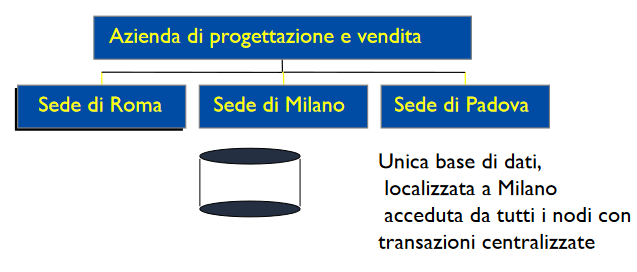 Azienda di progettazione e vendita
Sede di Roma
Sede di Milano
Sede di Padova
Unica base di dati,
localizzata a Milano
acceduta da tutti i nodi con
transazioni centralizzate